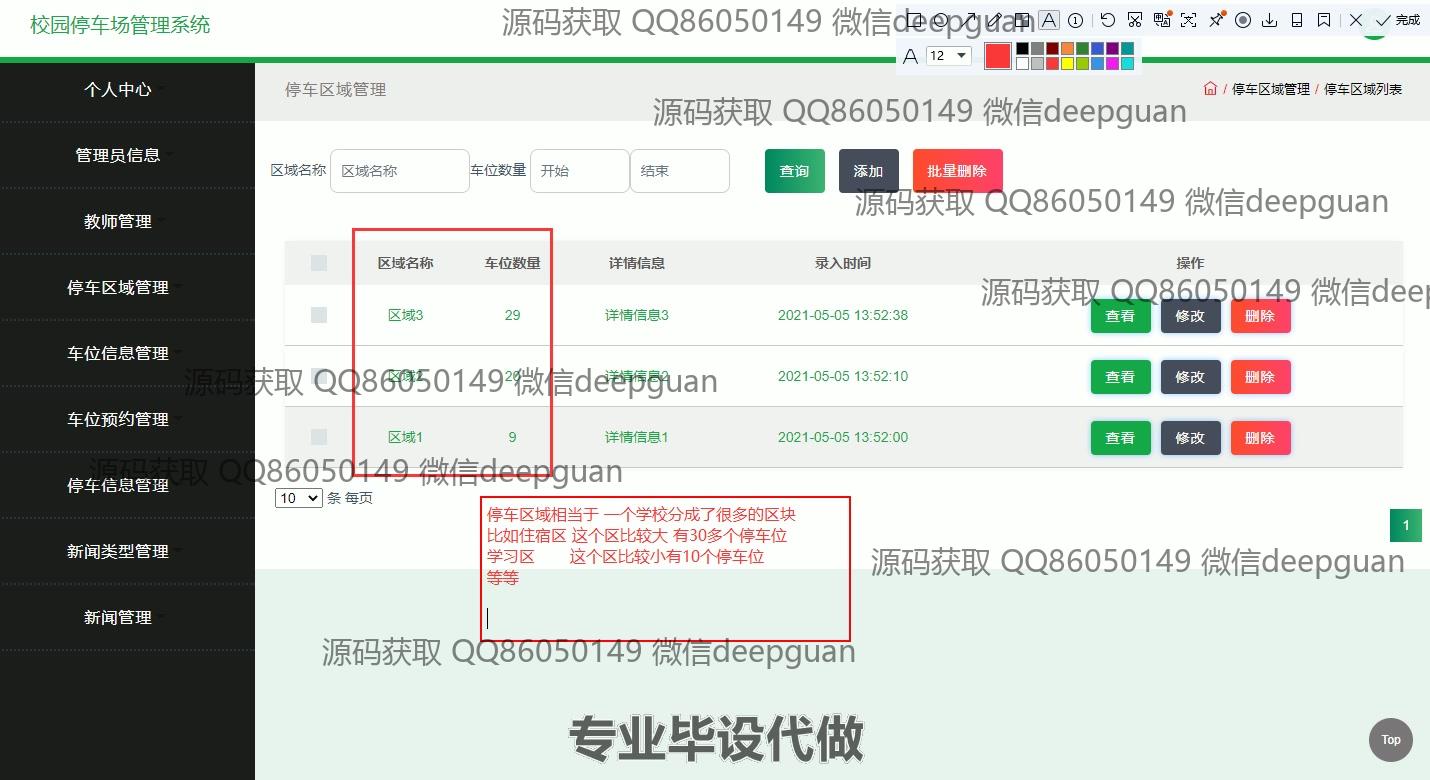 校园停车场管理系统
源码获取 QQ86050149 微信deepguan
A
完成
A 12
个人中心
停车区域管理
/ 停车区域管理 / 停车区域列表
源码获取 QQ86050149 微信deepguan
管理员信息
区域名称 区域名称 车位数量 开始 结束 查询 添加 批量删除
源码获取 QQ86050149 微信deepguan
教师管理
区域名称 车位数量 详情信息 录入时间 操作
停车区域管理
源码获取 QQ86050149 微信deep
区域3 29 详情信息3 2021-05-05 13:52:38 查看 修改 删除
车位信息管理
区域2 20 详情信息2 2021-05-05 13:52:10 查看 修改 删除
源码获取 QQ86050149 微信deepguan
车位预约管理
区域1 9 详情信息1 2021-05-05 13:52:00 查看 修改 删除
源码获取 QQ86050149 微信deepguan
停车信息管理
10 条 每页
停车区域相当于 一个学校分成了很多的区块
比如住宿区 这个区比较大 有30多个停车位
学习区 这个区比较小有10个停车位
等等
1
新闻类型管理
源码获取 QQ86050149 微信deepguan
新闻管理
源码获取 QQ86050149 微信deepguan
专业毕设代做
Top